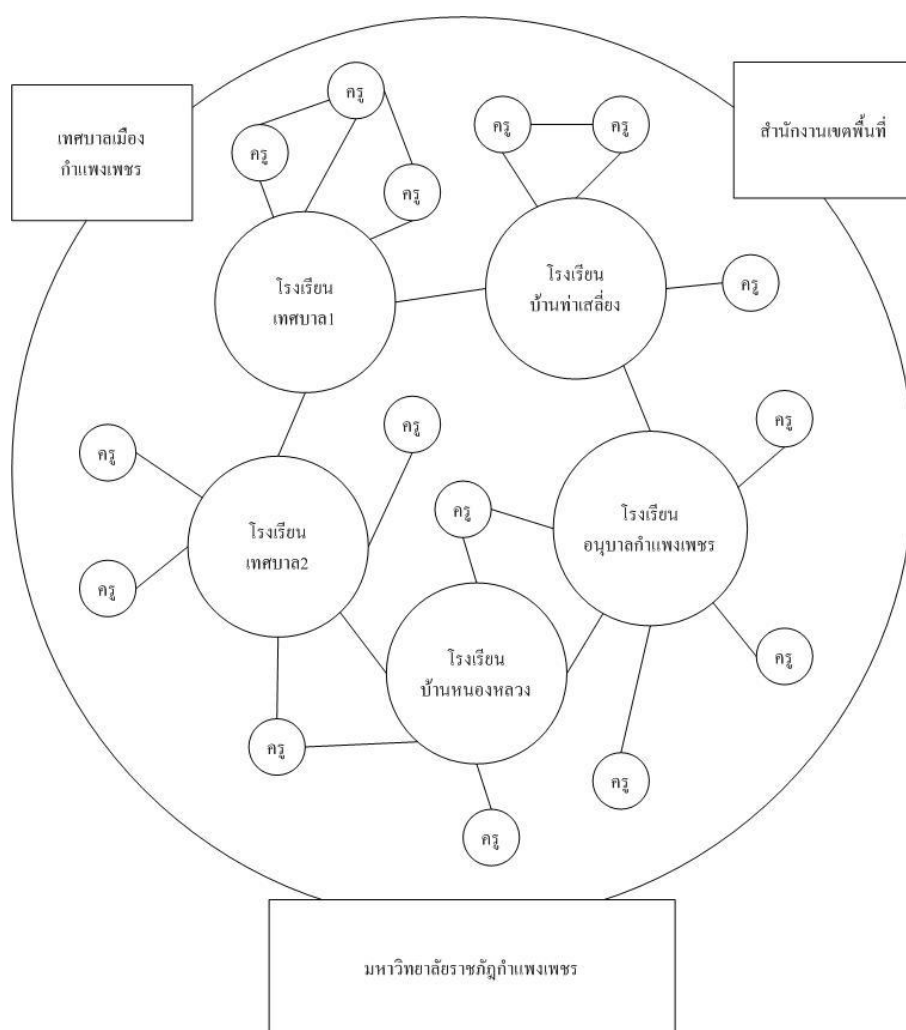 ครู
เทศบาลเมือง
กำแพงเพชร
สำนักงานเขตพื้นที่
ครู
ครู
ครู
ครู
โรงเรียน
เทศบาล1
โรงเรียน
บ้านท่าเสลี่ยง
ครู
ครู
ครู
ครู
ครู
โรงเรียน
เทศบาล2
โรงเรียน
อนุบาลกำแพงเพชร
ครู
โรงเรียน
บ้านหนองหลวง
ครู
ครู
ครู
ครู
มหาวิทยาลัยราชภัฎกำแพงเพชร